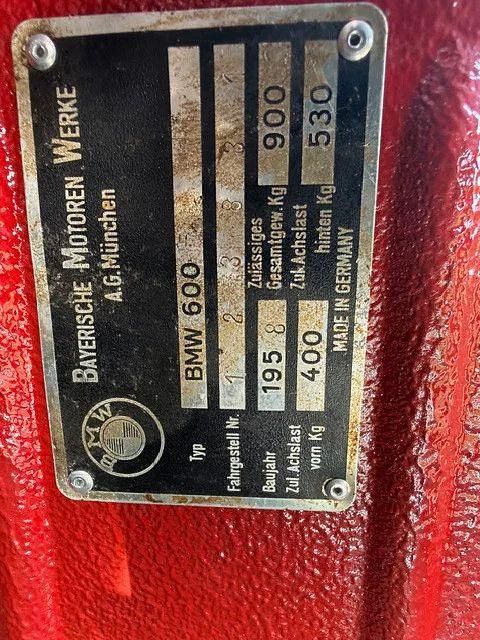 BAYERISCHE MOTOREN WERKE
A.G. München
BMW
Typ BMW 600
Fahrgestell Nr. 1 2 3 8 3
Baujahr 195 8 Zulässiges Gesamtgew. Kg 900
Zul. Achslast vorn Kg 400 Zul. Achslast hinten Kg 530
MADE IN GERMANY